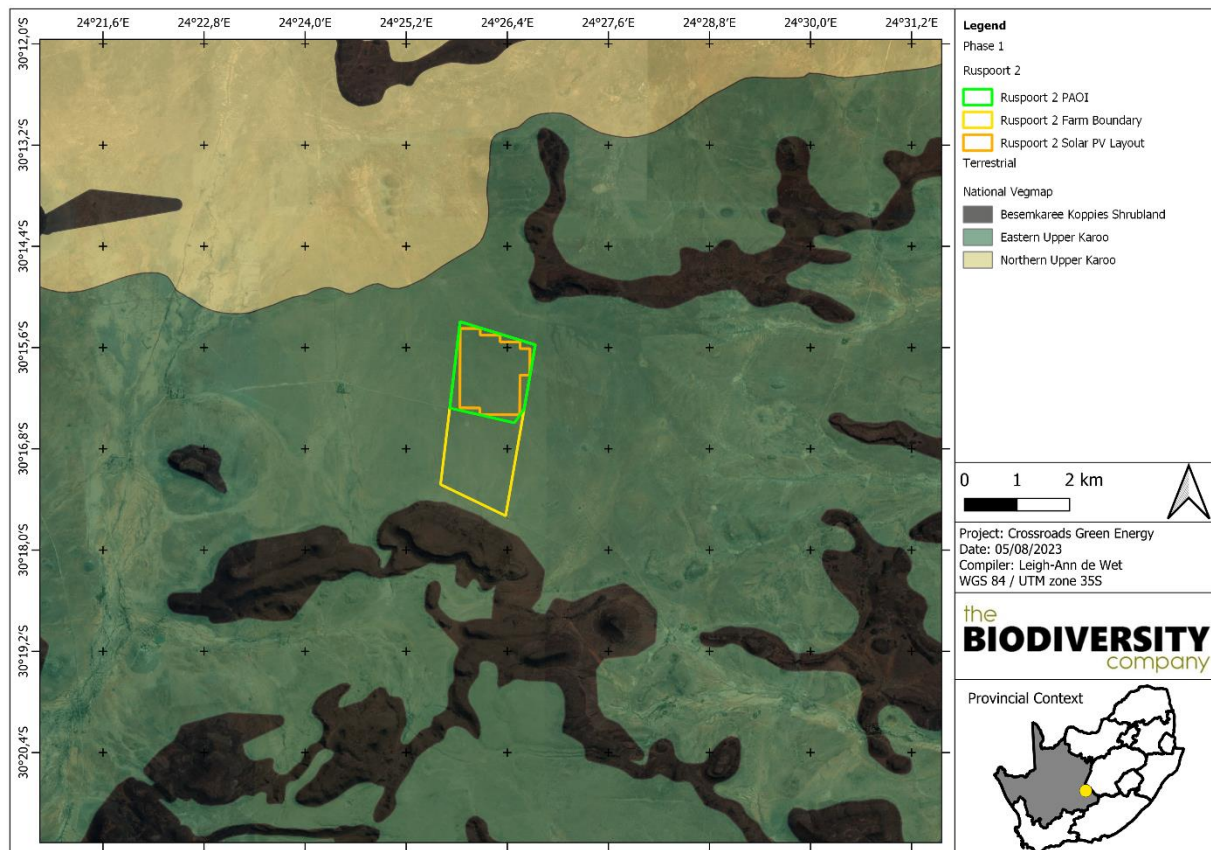 24°21,6'E 24°22,8'E 24°24,0'E 24°25,2'E 24°26,4'E 24°27,6'E 24°28,8'E 24°30,0'E 24°31,2'E
30°12,0'S
30°13,2'S
30°14,4'S
30°15,6'S
30°16,8'S
30°18,0'S
30°19,2'S
30°20,4'S
Legend
Phase 1
Ruspoort 2
Ruspoort 2 PAOI
Ruspoort 2 Farm Boundary
Ruspoort 2 Solar PV Layout
Terrestrial
National Vegmap
Besemkaree Koppies Shrubland
Eastern Upper Karoo
Northern Upper Karoo
0 1 2 km
Project: Crossroads Green Energy
Date: 05/08/2023
Compiler: Leigh-Ann de Wet
WGS 84 / UTM zone 35S
the
BIODIVERSITY
company
Provincial Context